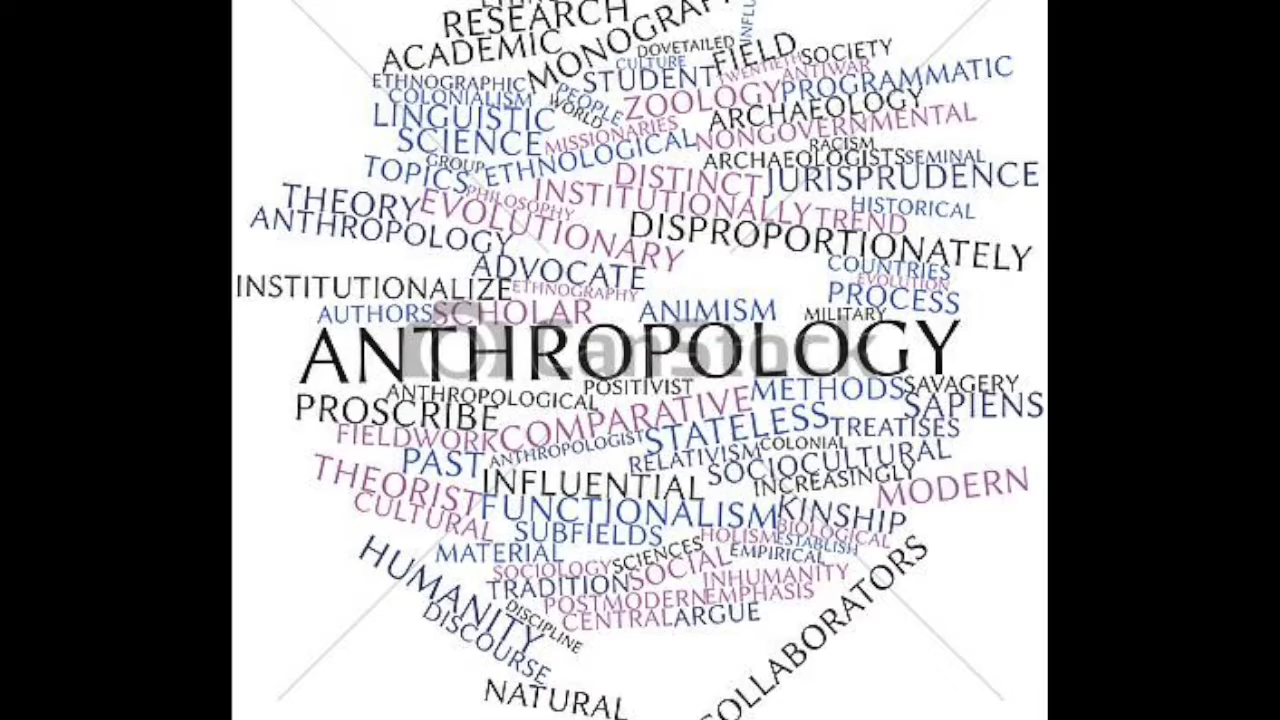 RESEARCH
ACADEMIC
DOVETAILED
FIELD
SOCIETY
CULTURE
TWENTIETH
ANTIWAR
ETHNOGRAPHIC
STUDENT
PROGRAMMATIC
COLONIALISM
PEOPLE
WORLD
ZOOLOGY
ARCHAEOLOGY
LINGUISTIC
MISSIONARIES
NONGOVERNMENTAL
SCIENCE
RACISM
TOPICS
GROUP
ETHNOLOGICAL
ARCHAEOLOGISTS
SEMINAL
DISTINCT
JURISPRUDENCE
THEORY
PHILOSOPHY
INSTITUTIONALLY
TREND
HISTORICAL
EVOLUTIONARY
ANTHROPOLOGY
DISPROPORTIONATELY
ADVOCATE
COUNTRIES
INSTITUTIONALIZE
ETHNOGRAPHY
EVOLUTION
PROCESS
AUTHORS
SCHOLAR
ANIMISM
MILITARY
ANTHROPOLOGY
CanStock
ANTHROPOLOGICAL
POSITIVIST
METHODS
SAVAGERY
PROSCRIBE
COMPARATIVE
SAPIENS
FIELDWORK
ANTHROPOLOGIST
STATELESS
TREATISES
PAST
RELATIVISM
COLONIAL
SOCIOCULTURAL
THEORIST
INFLUENTIAL
INCREASINGLY
MODERN
CULTURAL
FUNCTIONALISM
KINSHIP
SUBFIELDS
HOLISM
BIOLOGICAL
ESTABLISH
MATERIAL
SCIENCES
EMPIRICAL
HUMANITY
SOCIOLOGY
SOCIAL
TRADITION
INHUMANITY
POSTMODERN
EMPHASIS
DISCIPLINE
CENTRAL
ARGUE
DISCOURSE
COLLABORATORS
NATURAL